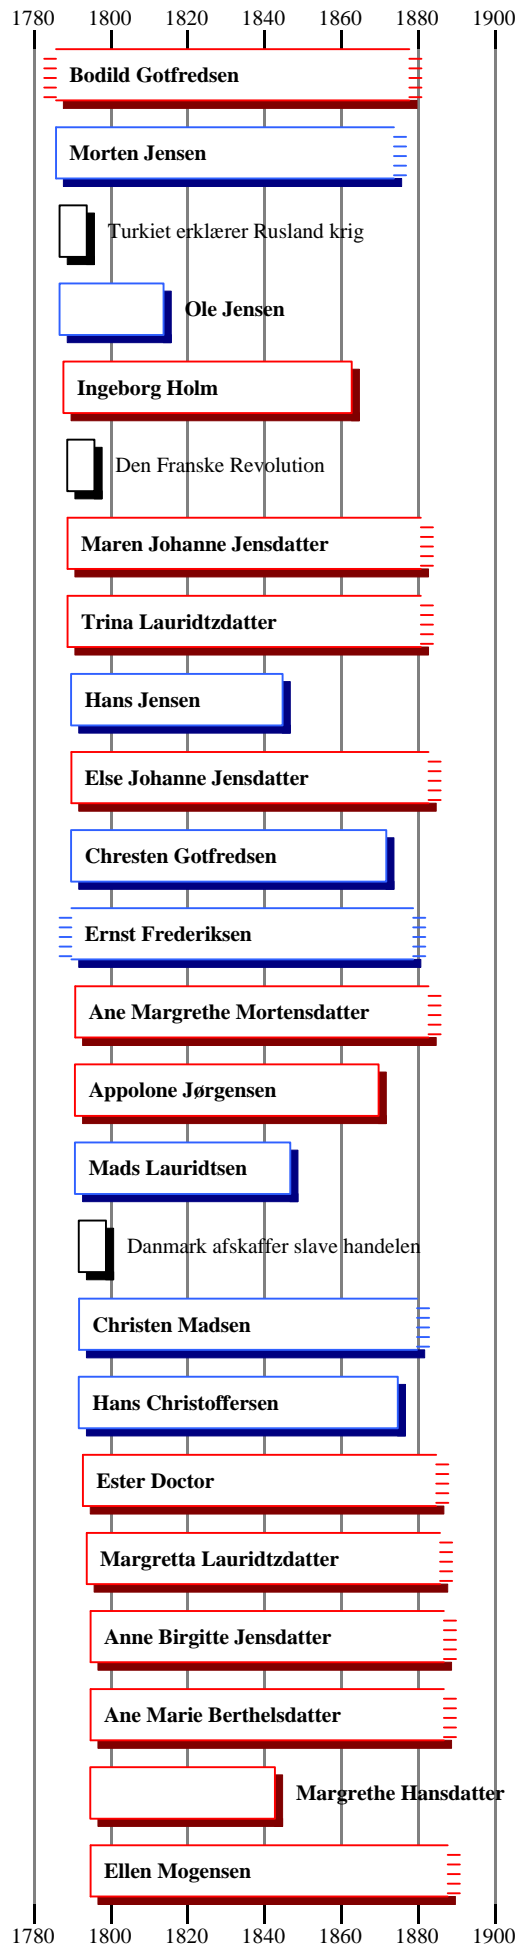 1780 1800 1820 1840 1860 1880 1900
Bodild Gotfredsen
Morten Jensen
Turkiet erklærer Rusland krig
Ole Jensen
Ingeborg Holm
Den Franske Revolution
Maren Johanne Jensdatter
Trina Lauridtzdatter
Hans Jensen
Else Johanne Jensdatter
Chresten Gotfredsen
Ernst Frederiksen
Ane Margrethe Mortensdatter
Appolone Jørgensen
Mads Lauridtsen
Danmark afskaffer slave handelen
Christen Madsen
Hans Christoffersen
Ester Doctor
Margretta Lauridtzdatter
Anne Birgitte Jensdatter
Ane Marie Berthelsdatter
Margrethe Hansdatter
Ellen Mogensen
1780 1800 1820 1840 1860 1880 1900